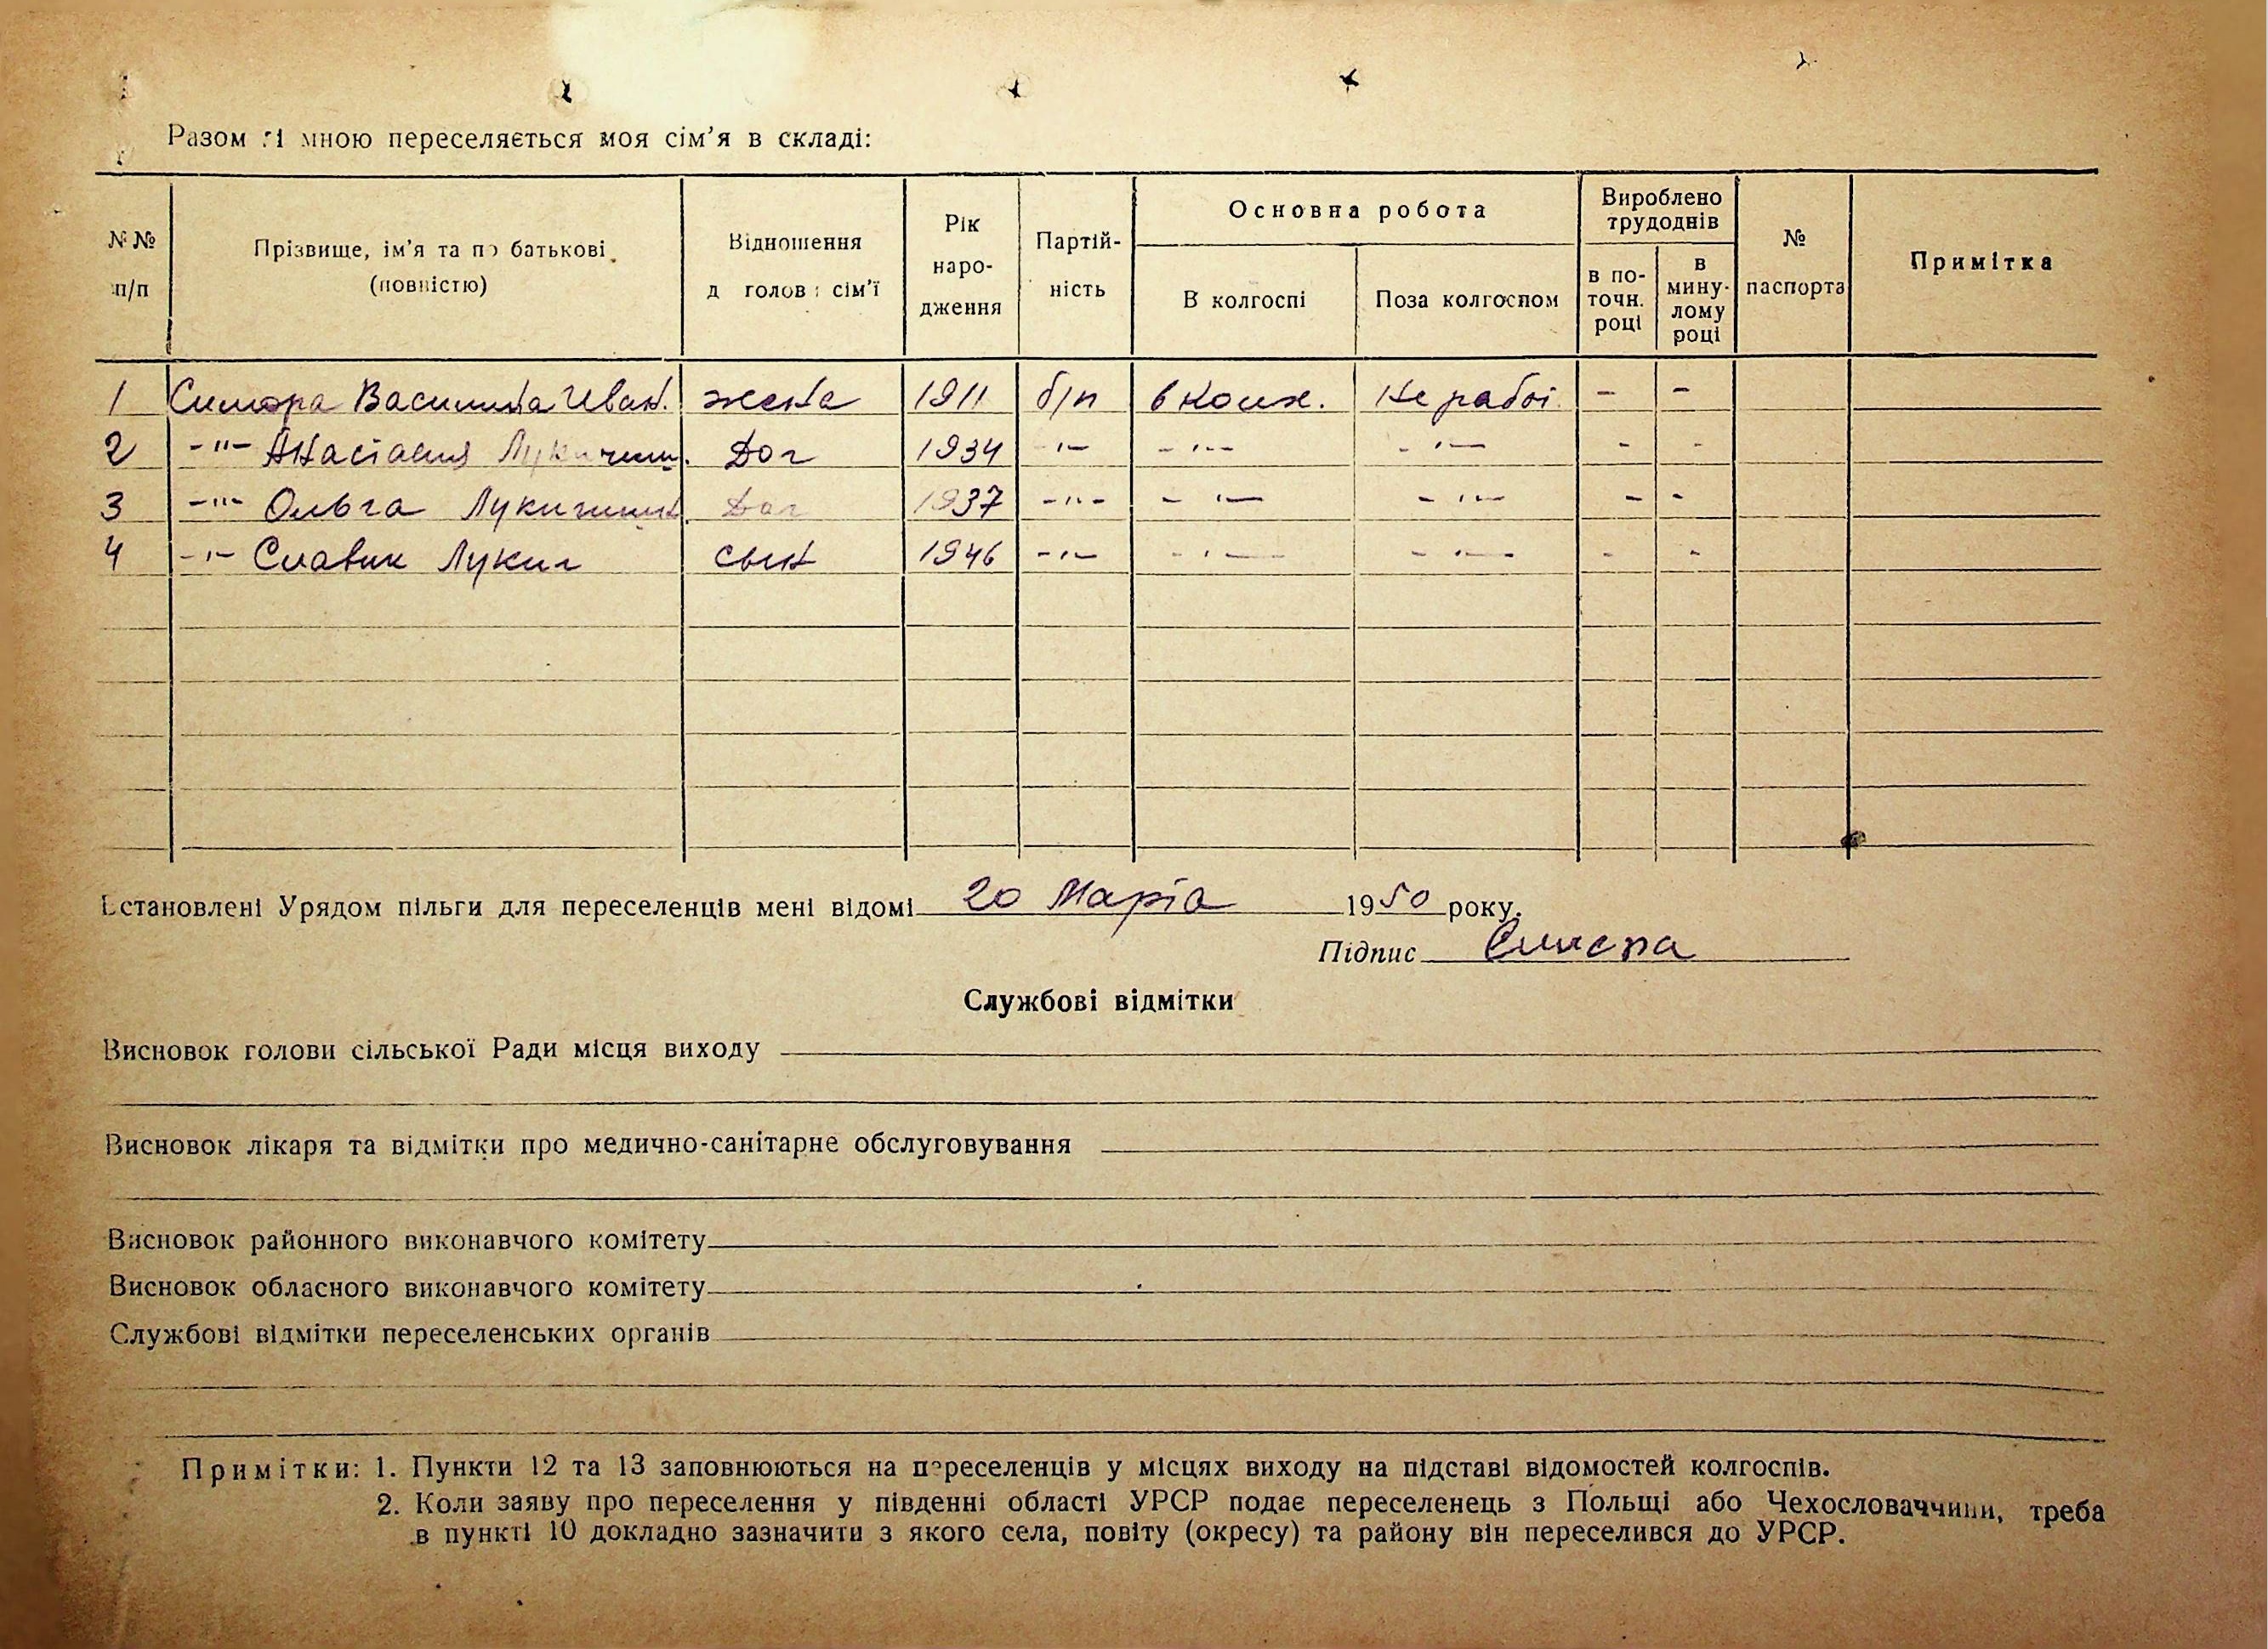 Разом зі мною переселяється моя сім'я в складі:
№№ п/п
Прізвище, ім'я та по батькові (повністю)
Відношення д голов і сім'ї
Рік народження
Партійність
Основна робота
В колгоспі
Поза колгоспом
Вироблено трудоднів
в поточн. році
в минулому році
№ паспорта
Примітка
1 Симора Василина Иван. жена 1911 б/п в колх. Не работ. - -
2 -"- Анастасия Лукичин. доч 1934 -"- -"- -"- - -
3 -"- Ольга Лукичин доч 1937 -"- -"- -"- - -
4 -"- Славик Лукич сын 1946 -"- -"- -"- - -
Встановлені Урядом пільги для переселенців мені відомі 20 Марта 1950 року.
Підпис Симора
Службові відмітки
Висновок голови сільської Ради місця виходу
Висновок лікаря та відмітки про медично-санітарне обслуговування
Висновок районного виконавчого комітету
Висновок обласного виконавчого комітету
Службові відмітки переселенських органів
Примітки: 1. Пункти 12 та 13 заповнюються на переселенців у місцях виходу на підставі відомостей колгоспів.
2. Коли заяву про переселення у південні області УРСР подає переселенець з Польщі або Чехословаччини, треба
в пункті 10 докладно зазначити з якого села, повіту (окресу) та району він переселився до УРСР.